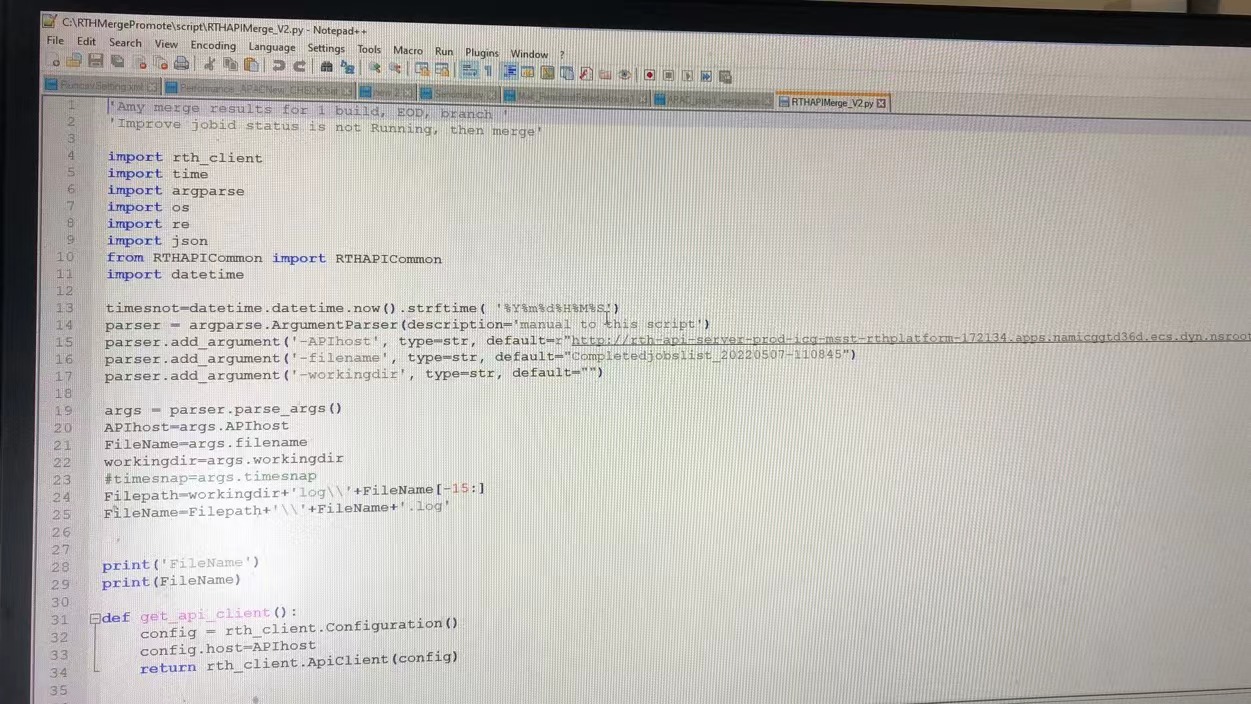 C:\RTHMergePromote\script\RTHAPIMerge_V2.py - Notepad++
File Edit Search View Encoding Language Settings Tools Macro Run Plugins Window ?
RTHAPIMerge_V2.py
1 'Amy merge results for 1 build, EOD, branch '
2 'Improve jobid status is not Running, then merge'
3
4 import rth_client
5 import time
6 import argparse
7 import os
8 import re
9 import json
10 from RTHAPICommon import RTHAPICommon
11 import datetime
12
13 timesnot=datetime.datetime.now().strftime( '%Y%m%d%H%M%S')
14 parser = argparse.ArgumentParser(description='manual to this script')
15 parser.add_argument('-APIhost', type=str, default=r"http://rth-api-server-prod-icg-msst-rthplatform-172134.apps.namicggtd36d.ecs.dyn.nsroot
16 parser.add_argument('-filename', type=str, default="Completedjobslist_20220507-110845")
17 parser.add_argument('-workingdir', type=str, default="")
18
19 args = parser.parse_args()
20 APIhost=args.APIhost
21 FileName=args.filename
22 workingdir=args.workingdir
23 #timesnap=args.timesnap
24 Filepath=workingdir+'log\\'+FileName[-15:]
25 FileName=Filepath+'\\'+FileName+'.log'
26
27
28 print('FileName')
29 print(FileName)
30
31 def get_api_client():
32 config = rth_client.Configuration()
33 config.host=APIhost
34 return rth_client.ApiClient(config)
35